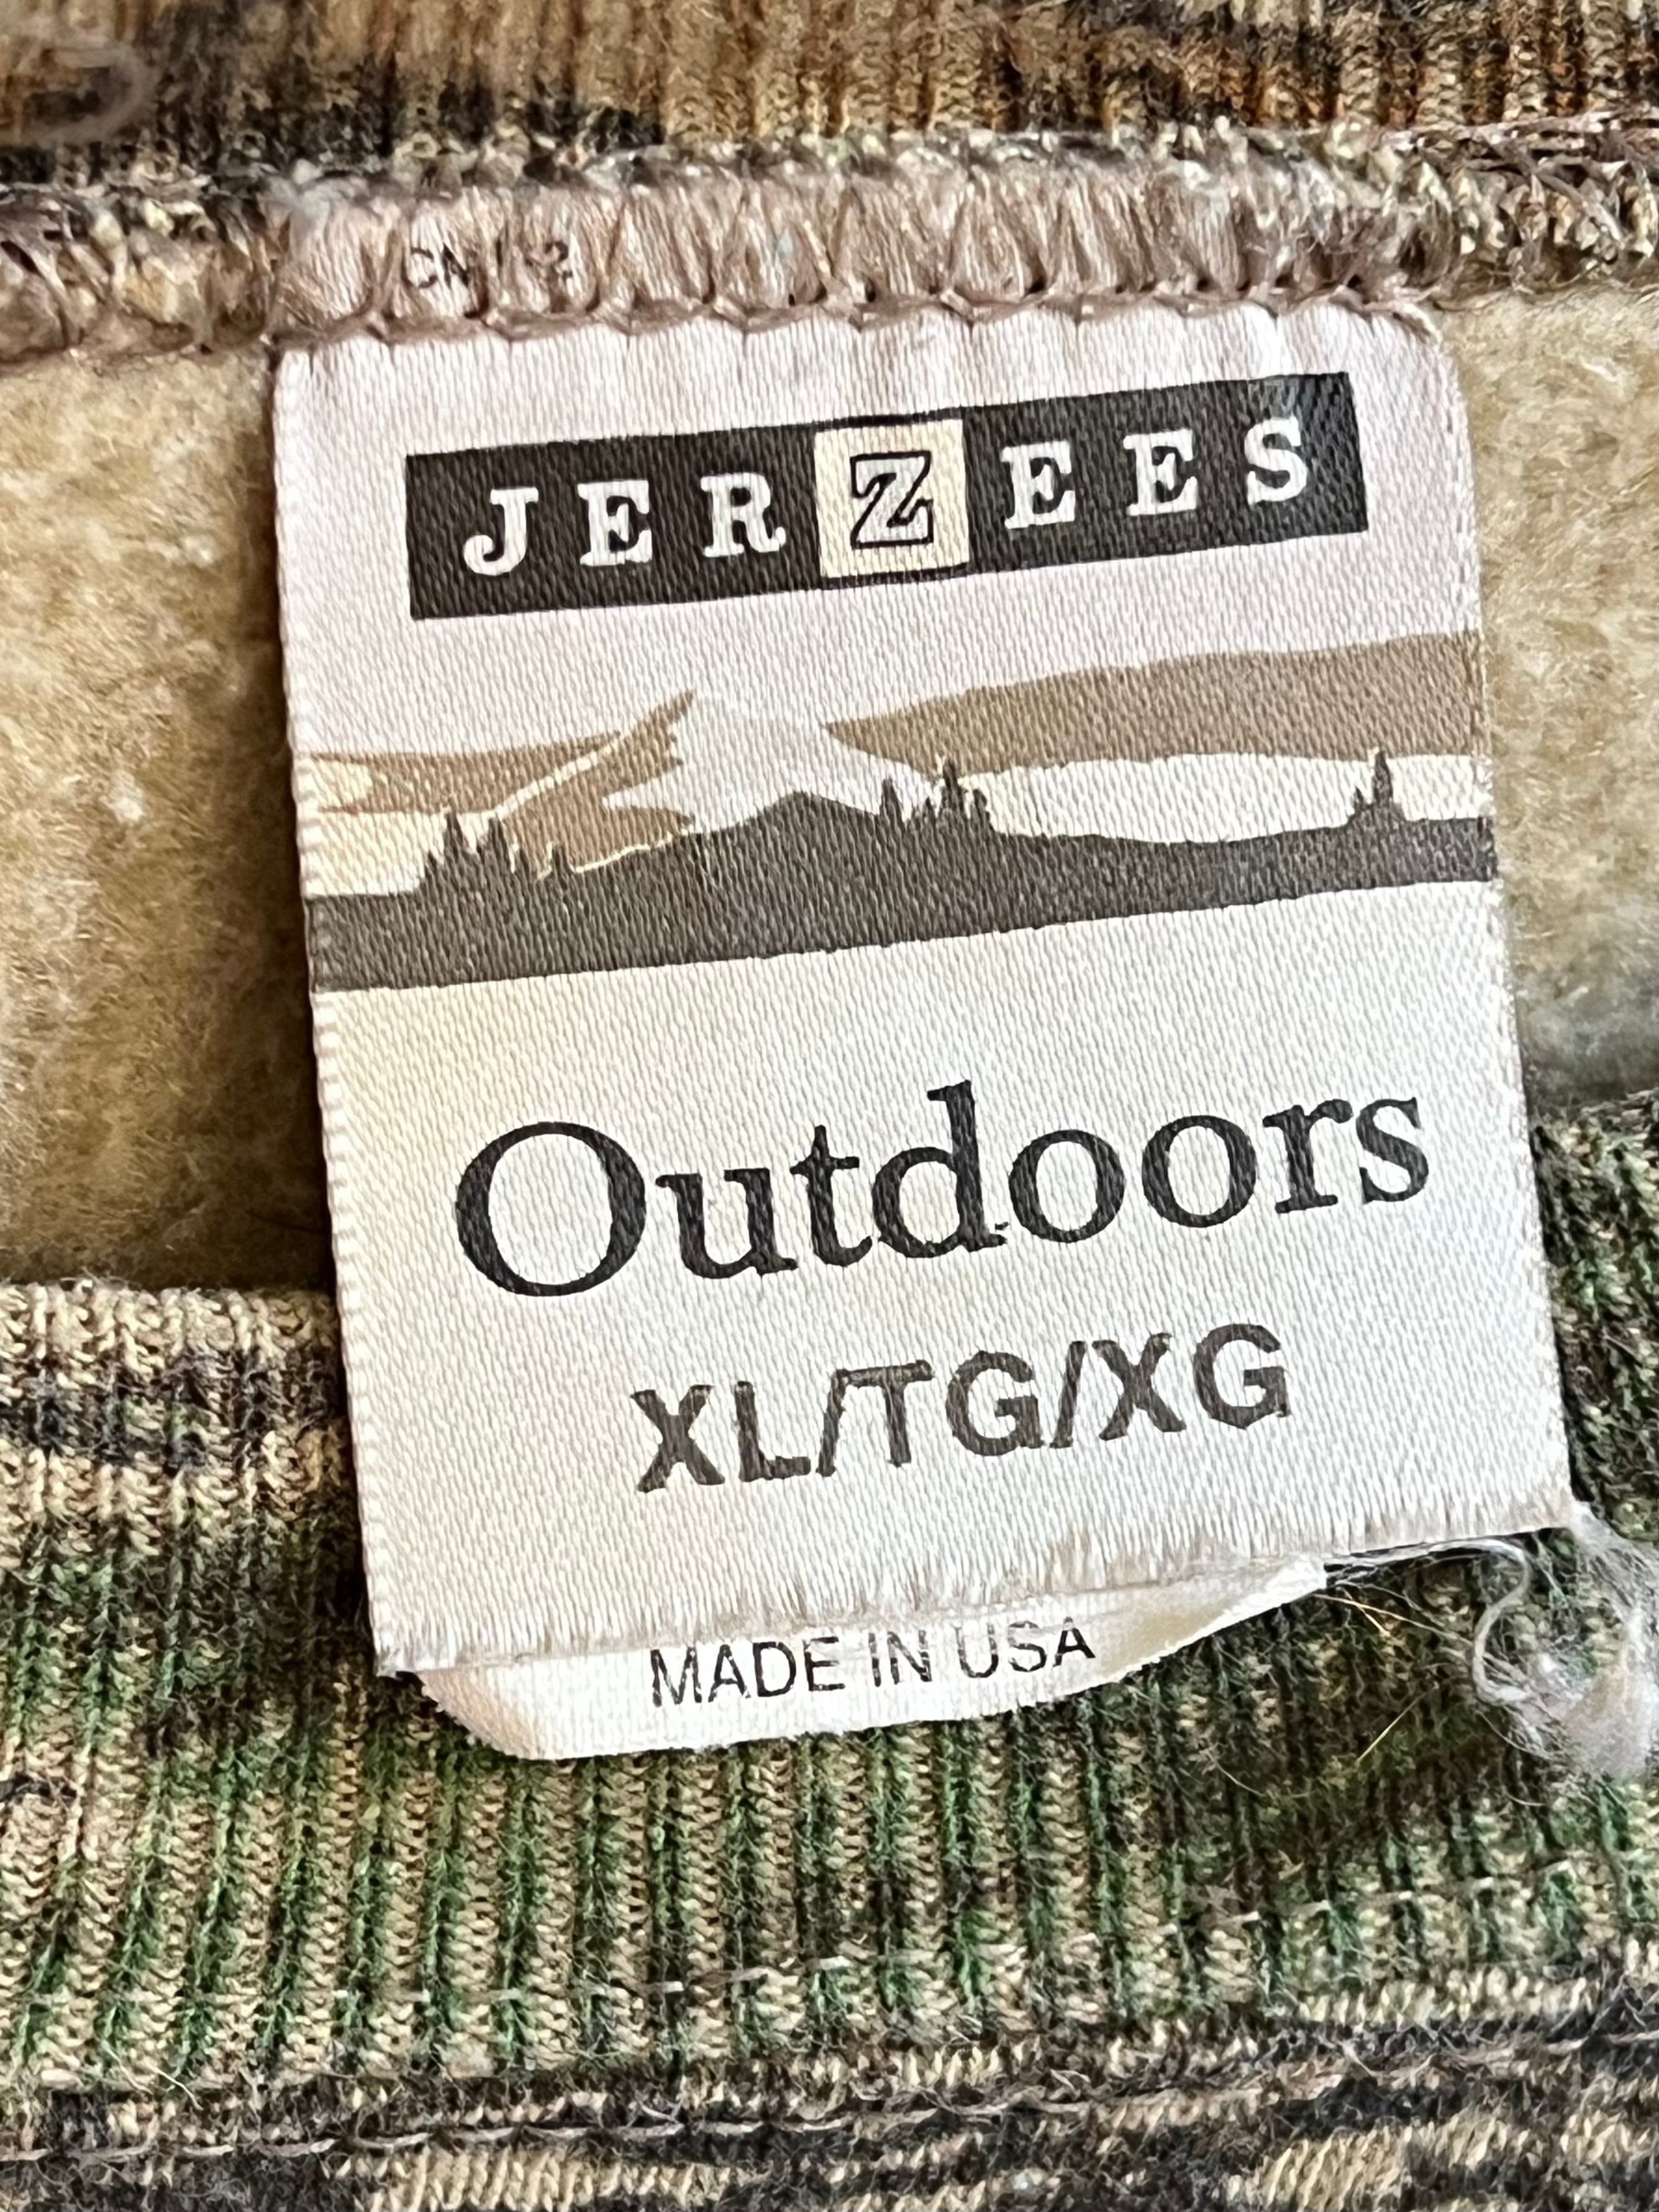 JERZEES
Outdoors
XL/TG/XG
MADE IN USA